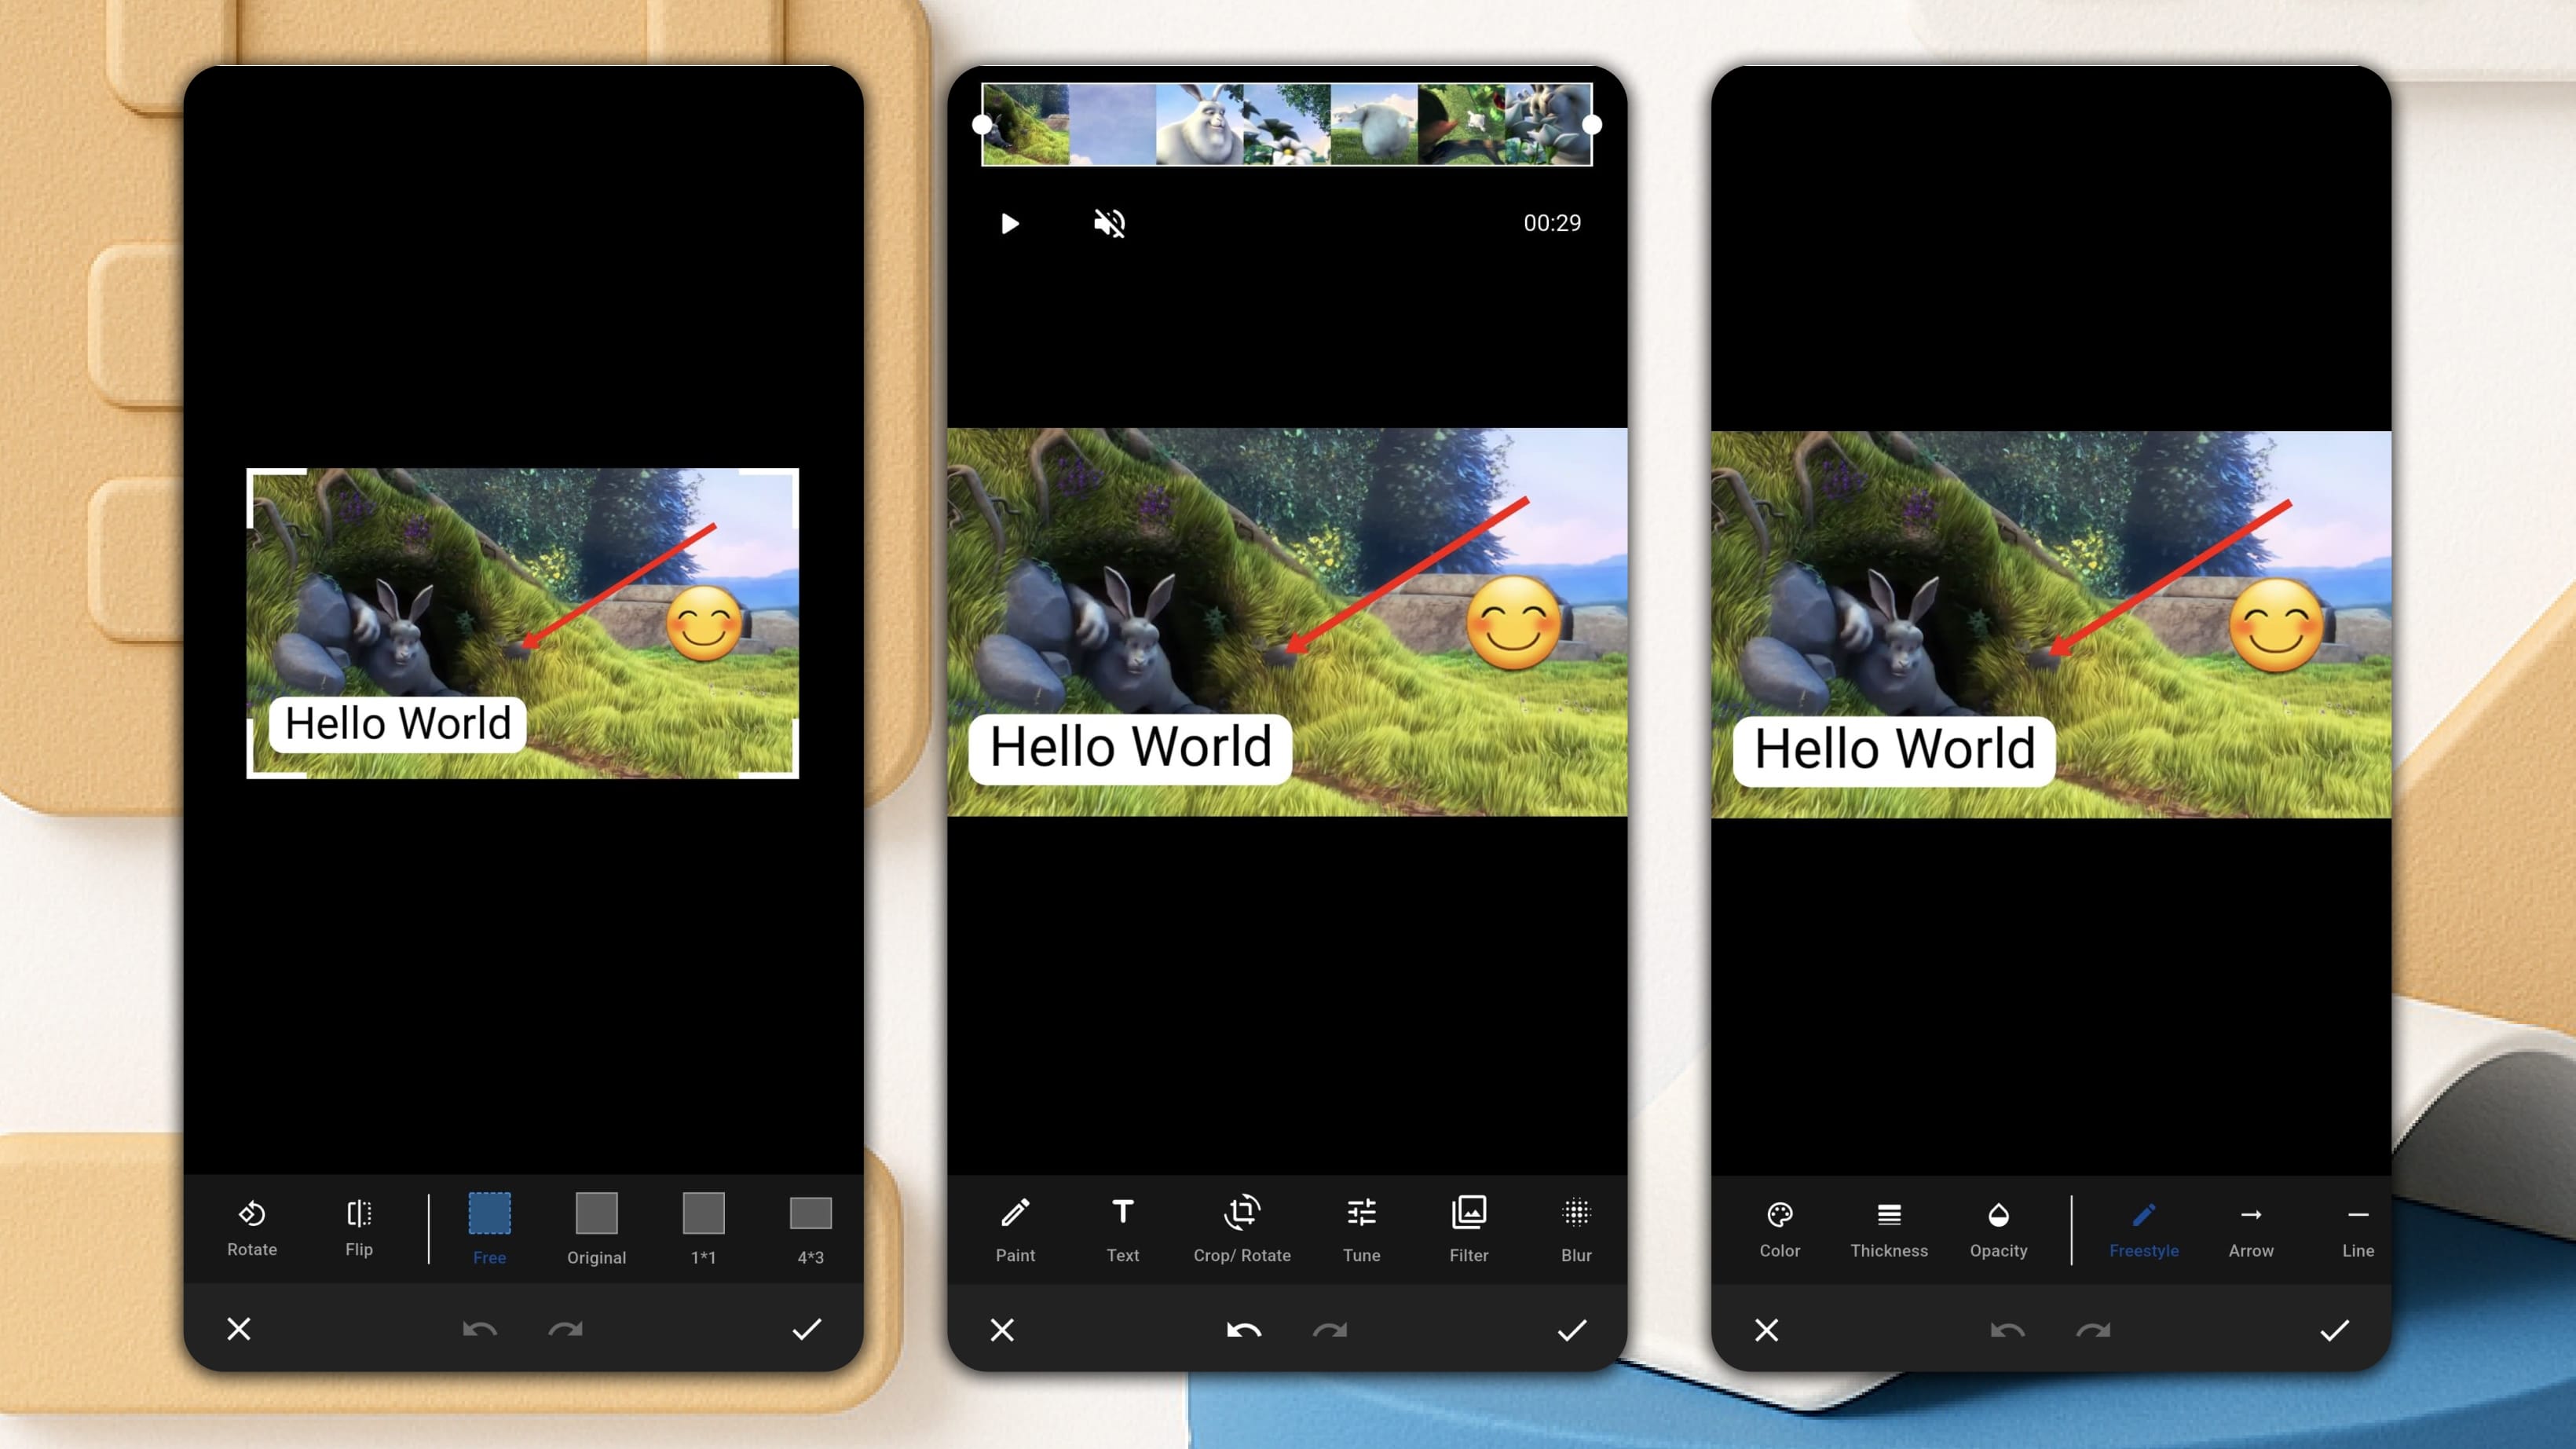 Hello World
Rotate
Flip
Free
Original
1*1
4*3
00:29
Hello World
Paint
Text
Crop/ Rotate
Tune
Filter
Blur
Hello World
Color
Thickness
Opacity
Freestyle
Arrow
Line